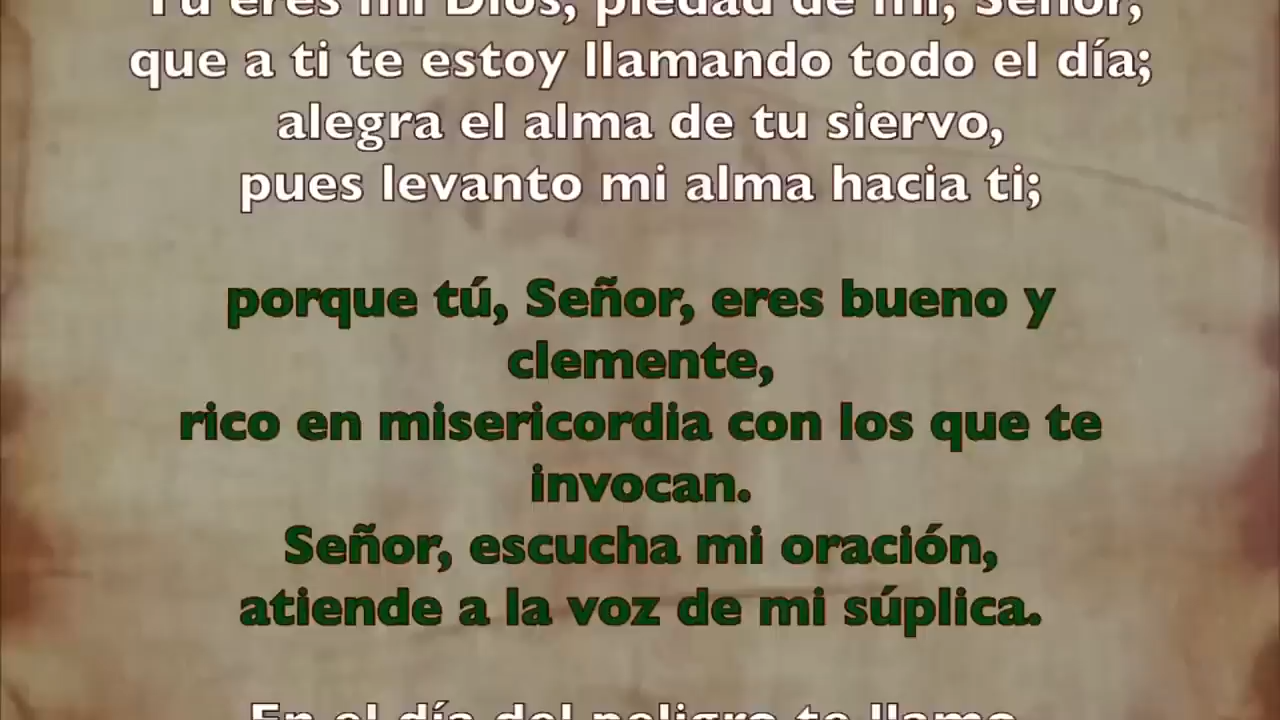 Tú eres mi Dios, piedad de mí, Señor,
que a ti te estoy llamando todo el día;
alegra el alma de tu siervo,
pues levanto mi alma hacia ti;
porque tú, Señor, eres bueno y
clemente,
rico en misericordia con los que te
invocan.
Señor, escucha mi oración,
atiende a la voz de mi súplica.
En el día del peligro te llamo,